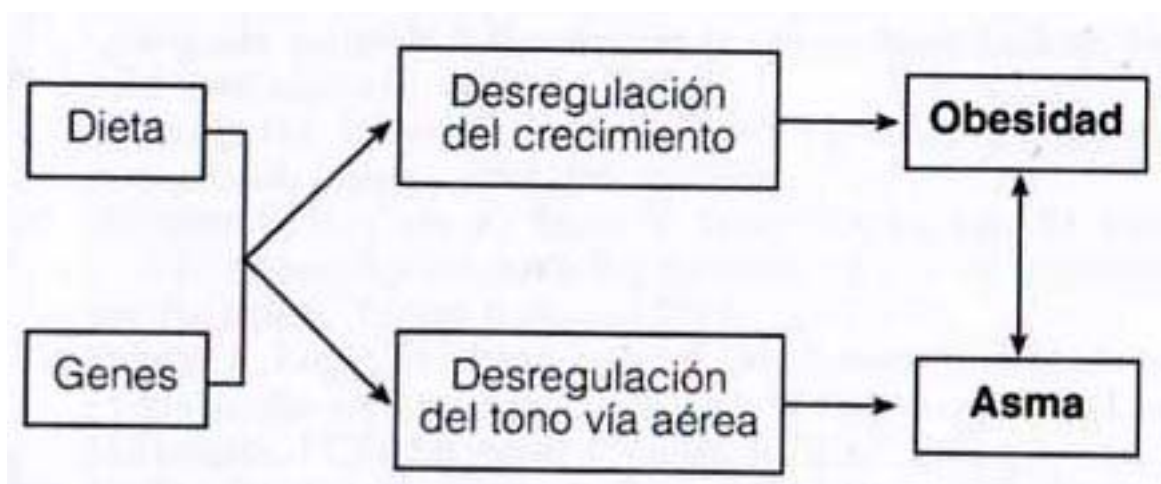 Dieta
Genes
Desregulación
del crecimiento
Desregulación
del tono vía aérea
Obesidad
Asma